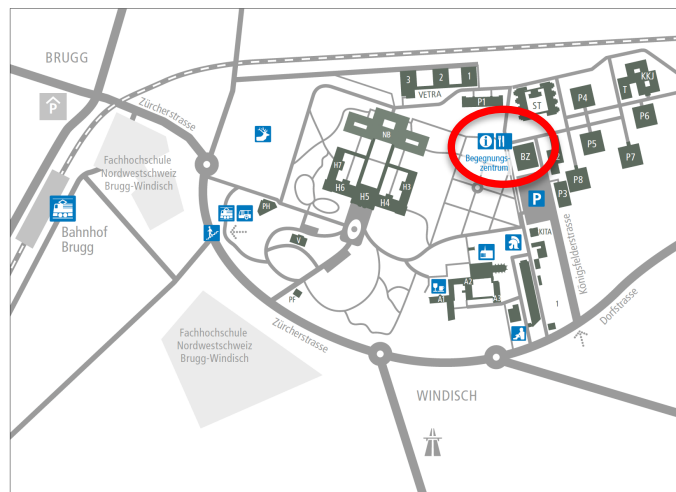 BRUGG
P
Zürcherstrasse
Fachhochschule
Nordwestschweiz
Brugg-Windisch
Bahnhof
Brugg
3
2
1
VETRA
P1
ST
P4
KKJ
T
P6
P5
P7
NB
i
Begegnungs-
zentrum
BZ
P8
P3
P
H7
H6
H5
H4
H3
PH
V
PF
KITA
Königsfelderstrasse
A1
A2
A3
1
Dorfstrasse
Zürcherstrasse
Fachhochschule
Nordwestschweiz
Brugg-Windisch
WINDISCH